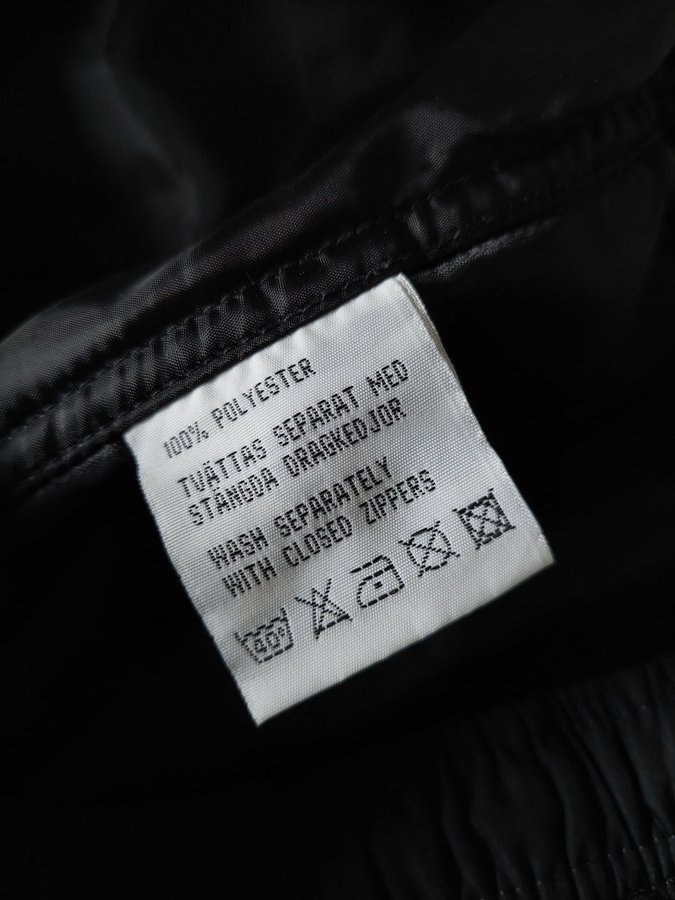 100% POLYESTER
TVÄTTAS SEPARAT MED
STÄNGDA DRAGKEDJOR
WASH SEPARATELY
WITH CLOSED ZIPPERS
40°